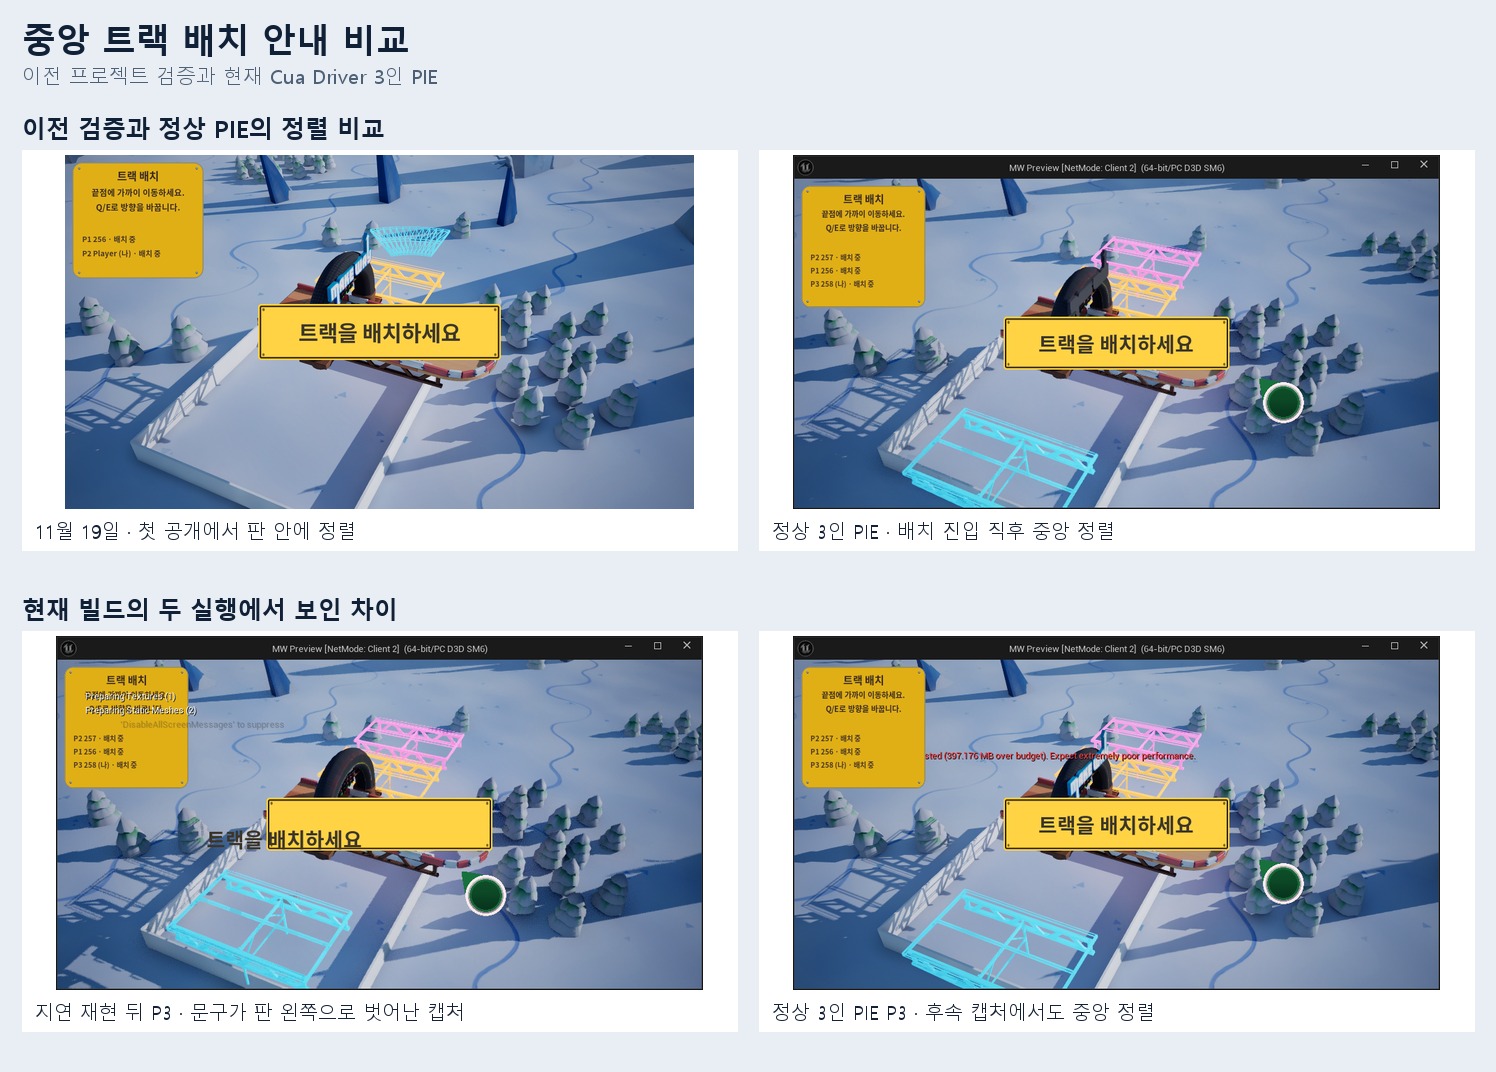 중앙 트랙 배치 안내 비교
이전 프로젝트 검증과 현재 Cua Driver 3인 PIE
이전 검증과 정상 PIE의 정렬 비교
트랙 배치
끝점에 가까이 이동하세요.
Q/E로 방향을 바꿉니다.
P1 256 · 배치 중
P2 Player (나) · 배치 중
MAKE WAY
트랙을 배치하세요
11월 19일 · 첫 공개에서 판 안에 정렬
MW Preview [NetMode: Client 2] (64-bit/PC D3D SM6)
트랙 배치
끝점에 가까이 이동하세요.
Q/E로 방향을 바꿉니다.
P2 257 · 배치 중
P1 256 · 배치 중
P3 258 (나) · 배치 중
트랙을 배치하세요
정상 3인 PIE · 배치 진입 직후 중앙 정렬
현재 빌드의 두 실행에서 보인 차이
MW Preview [NetMode: Client 2] (64-bit/PC D3D SM6)
트랙 배치
Preparing Textures (1)
Preparing Static Meshes (2)
'DisableAllScreenMessages' to suppress
P2 257 · 배치 중
P1 256 · 배치 중
P3 258 (나) · 배치 중
트랙을 배치하세요
지연 재현 뒤 P3 · 문구가 판 왼쪽으로 벗어난 캡처
MW Preview [NetMode: Client 2] (64-bit/PC D3D SM6)
트랙 배치
끝점에 가까이 이동하세요.
Q/E로 방향을 바꿉니다.
P2 257 · 배치 중
P1 256 · 배치 중
sted (397.176 MB over budget). Expect extremely poor performance.
P3 258 (나) · 배치 중
트랙을 배치하세요
정상 3인 PIE P3 · 후속 캡처에서도 중앙 정렬